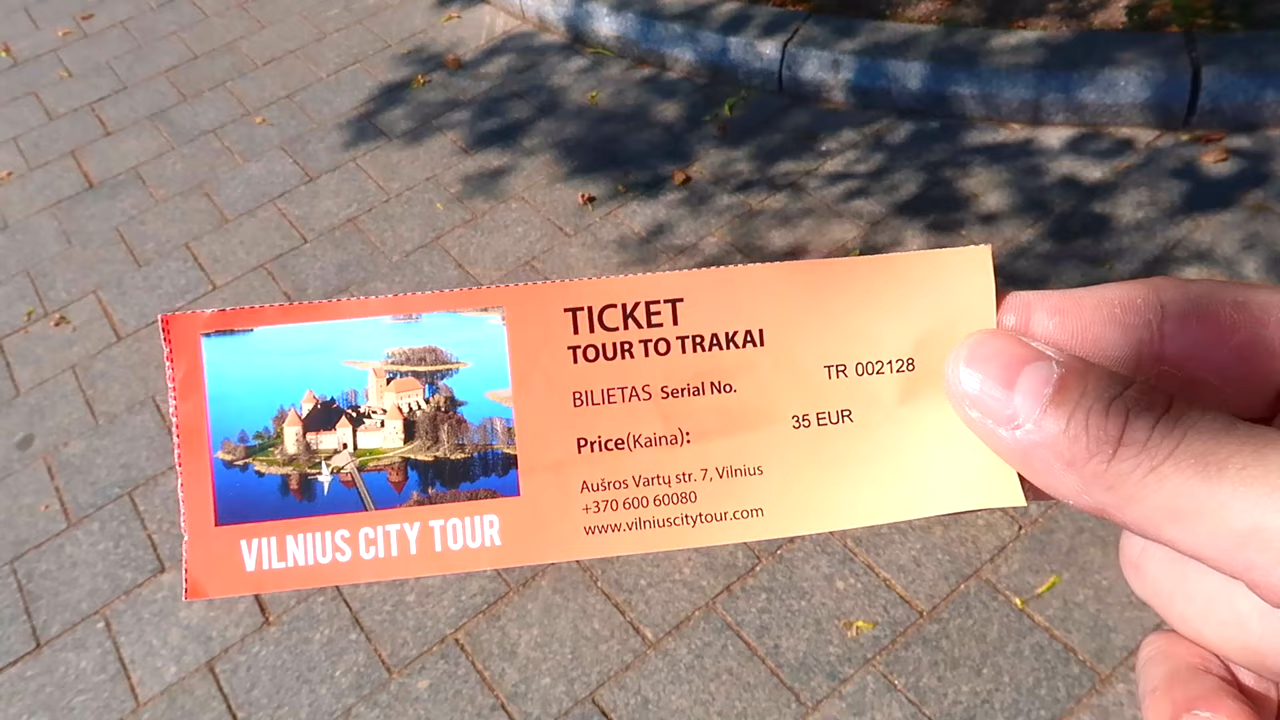 TICKET
TOUR TO TRAKAI
BILIETAS Serial No. TR 002128
Price(Kaina): 35 EUR
Aušros Vartų str. 7, Vilnius
+370 600 60080
www.vilniuscitytour.com
VILNIUS CITY TOUR